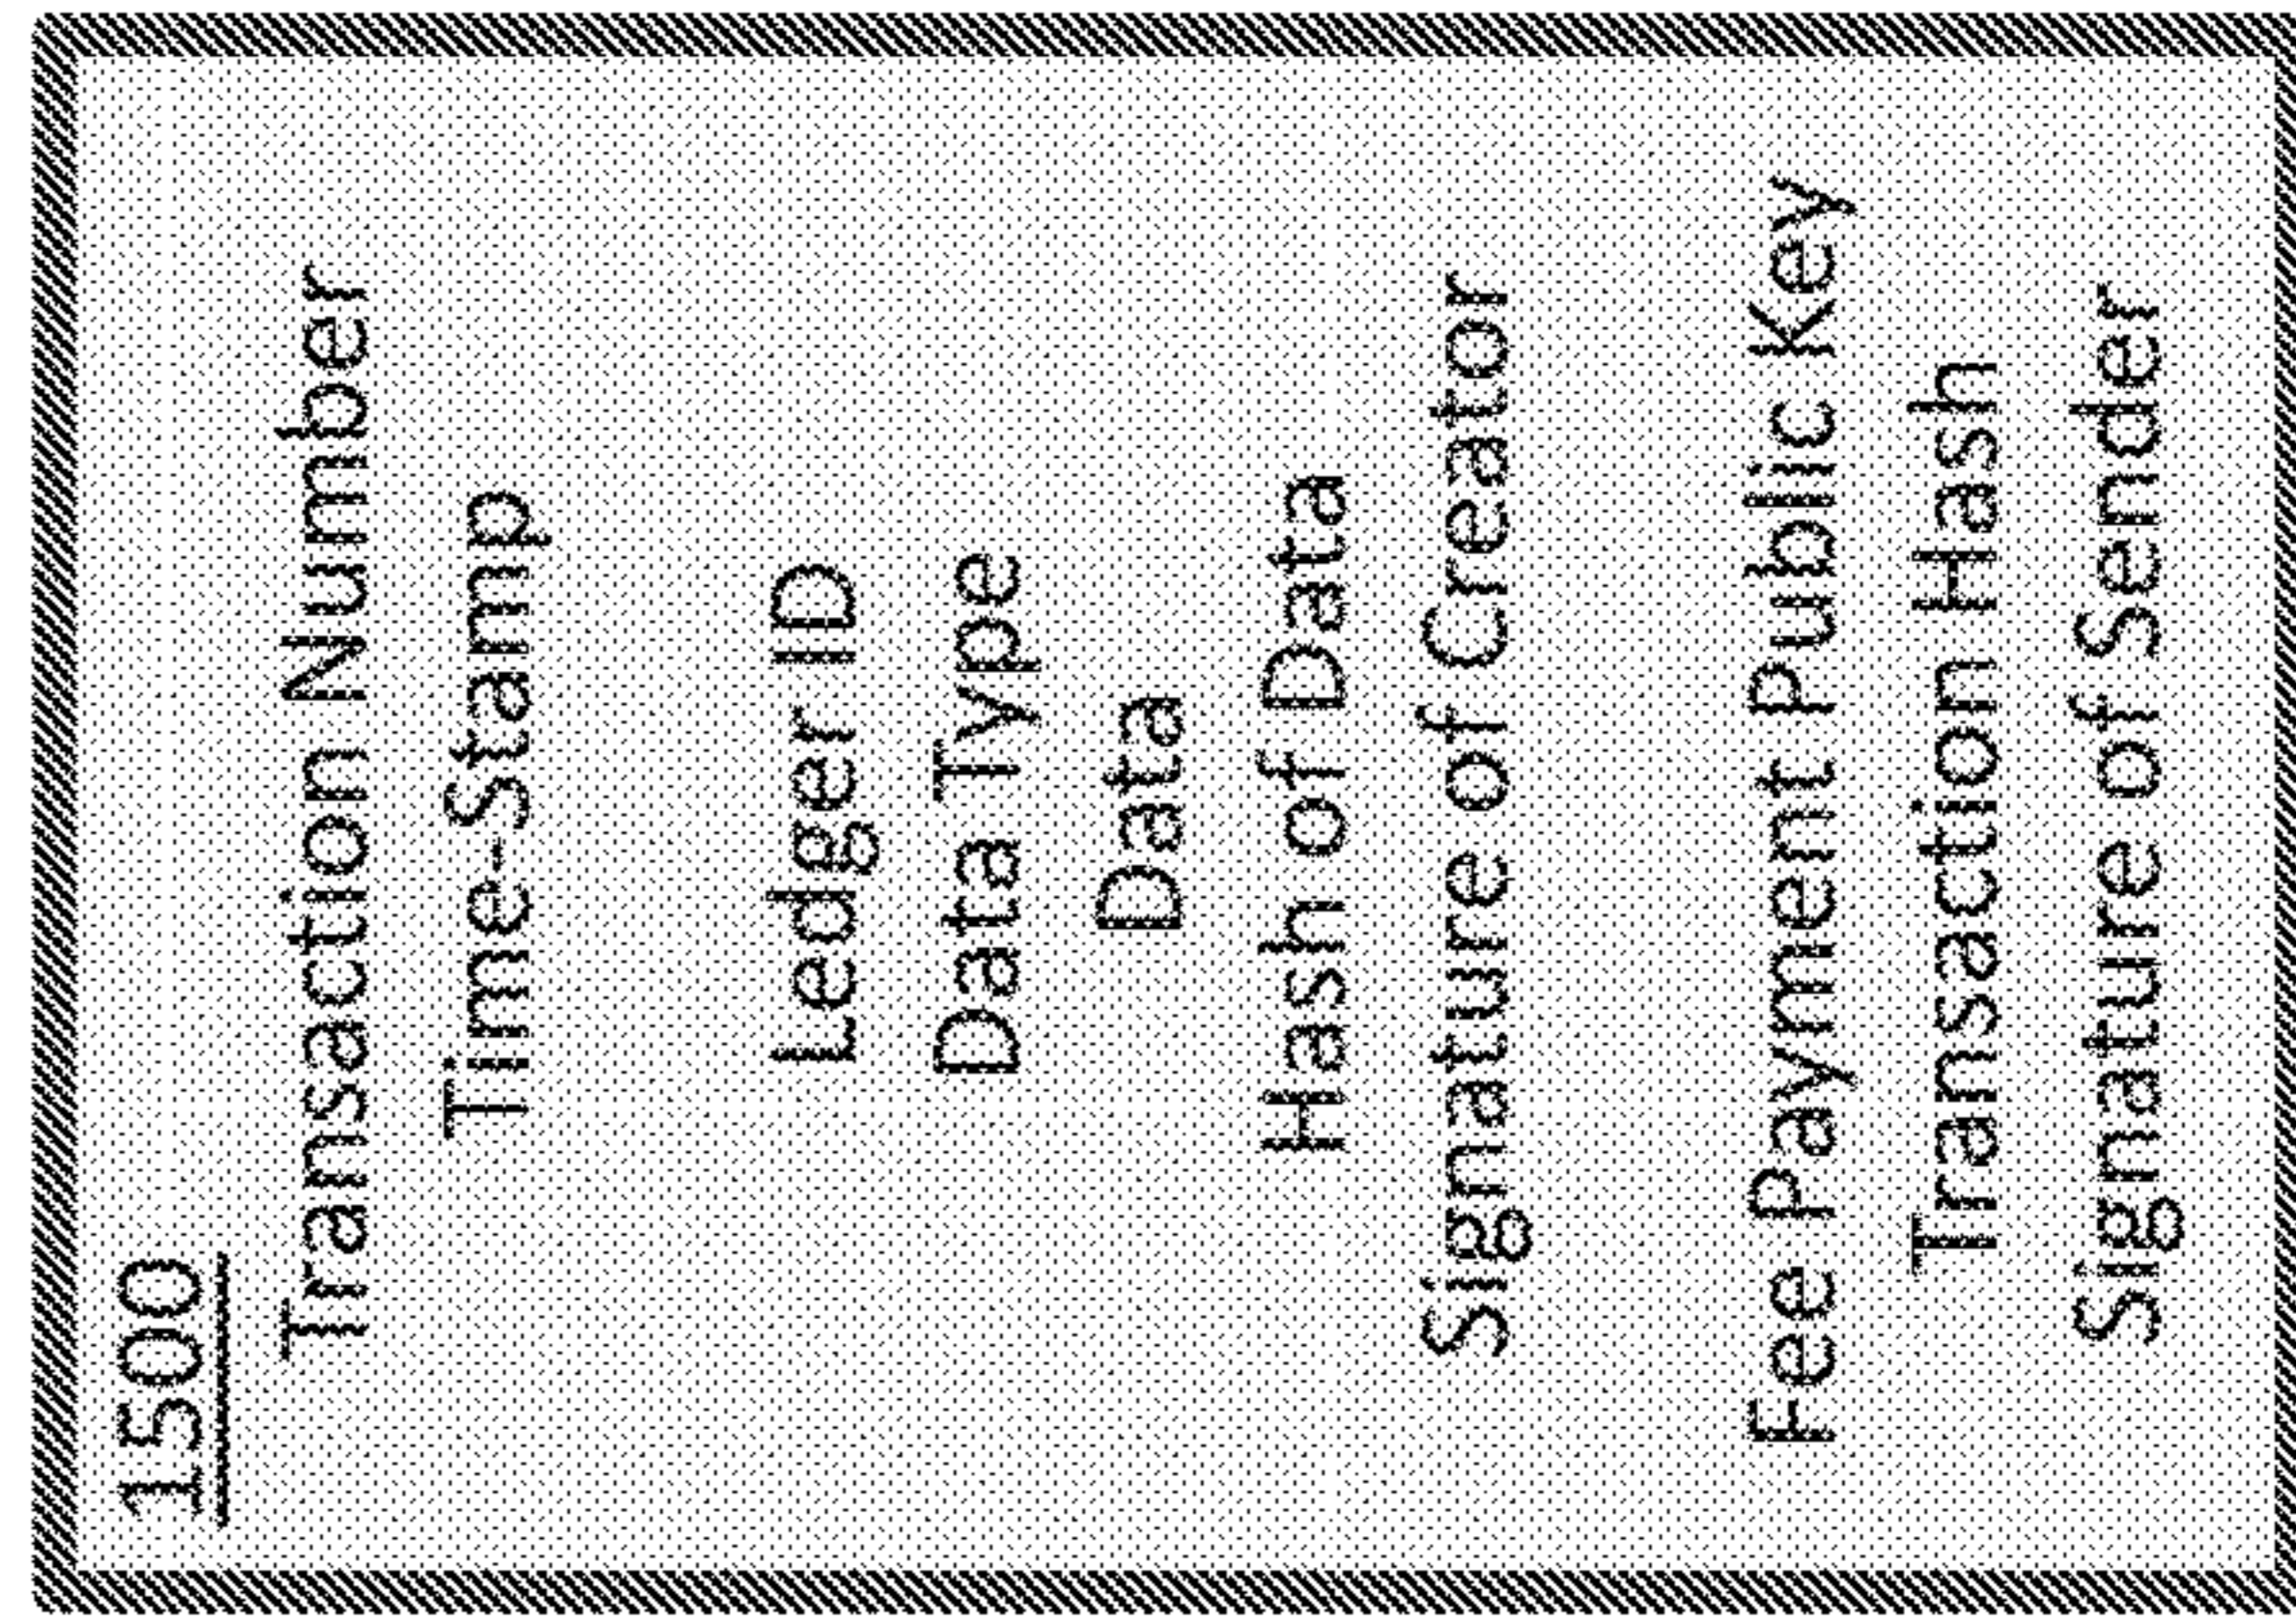 1500
Transaction Number
Time-Stamp
Ledger ID
Data Type
Data
Hash of Data
Signature of Creator
Fee Payment Public Key
Transaction Hash
Signature of Sender